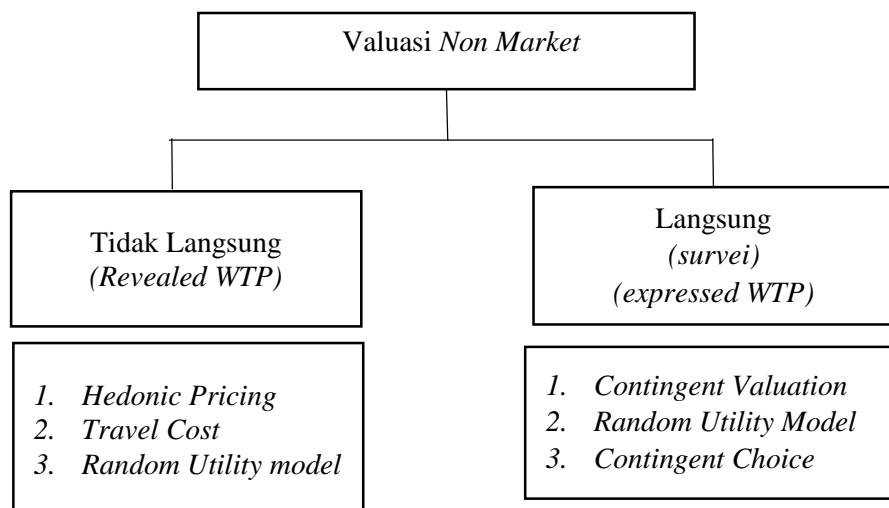 Valuasi Non Market
Tidak Langsung
(Revealed WTP)
Langsung
(survei)
(expressed WTP)
1. Hedonic Pricing
2. Travel Cost
3. Random Utility model
1. Contingent Valuation
2. Random Utility Model
3. Contingent Choice